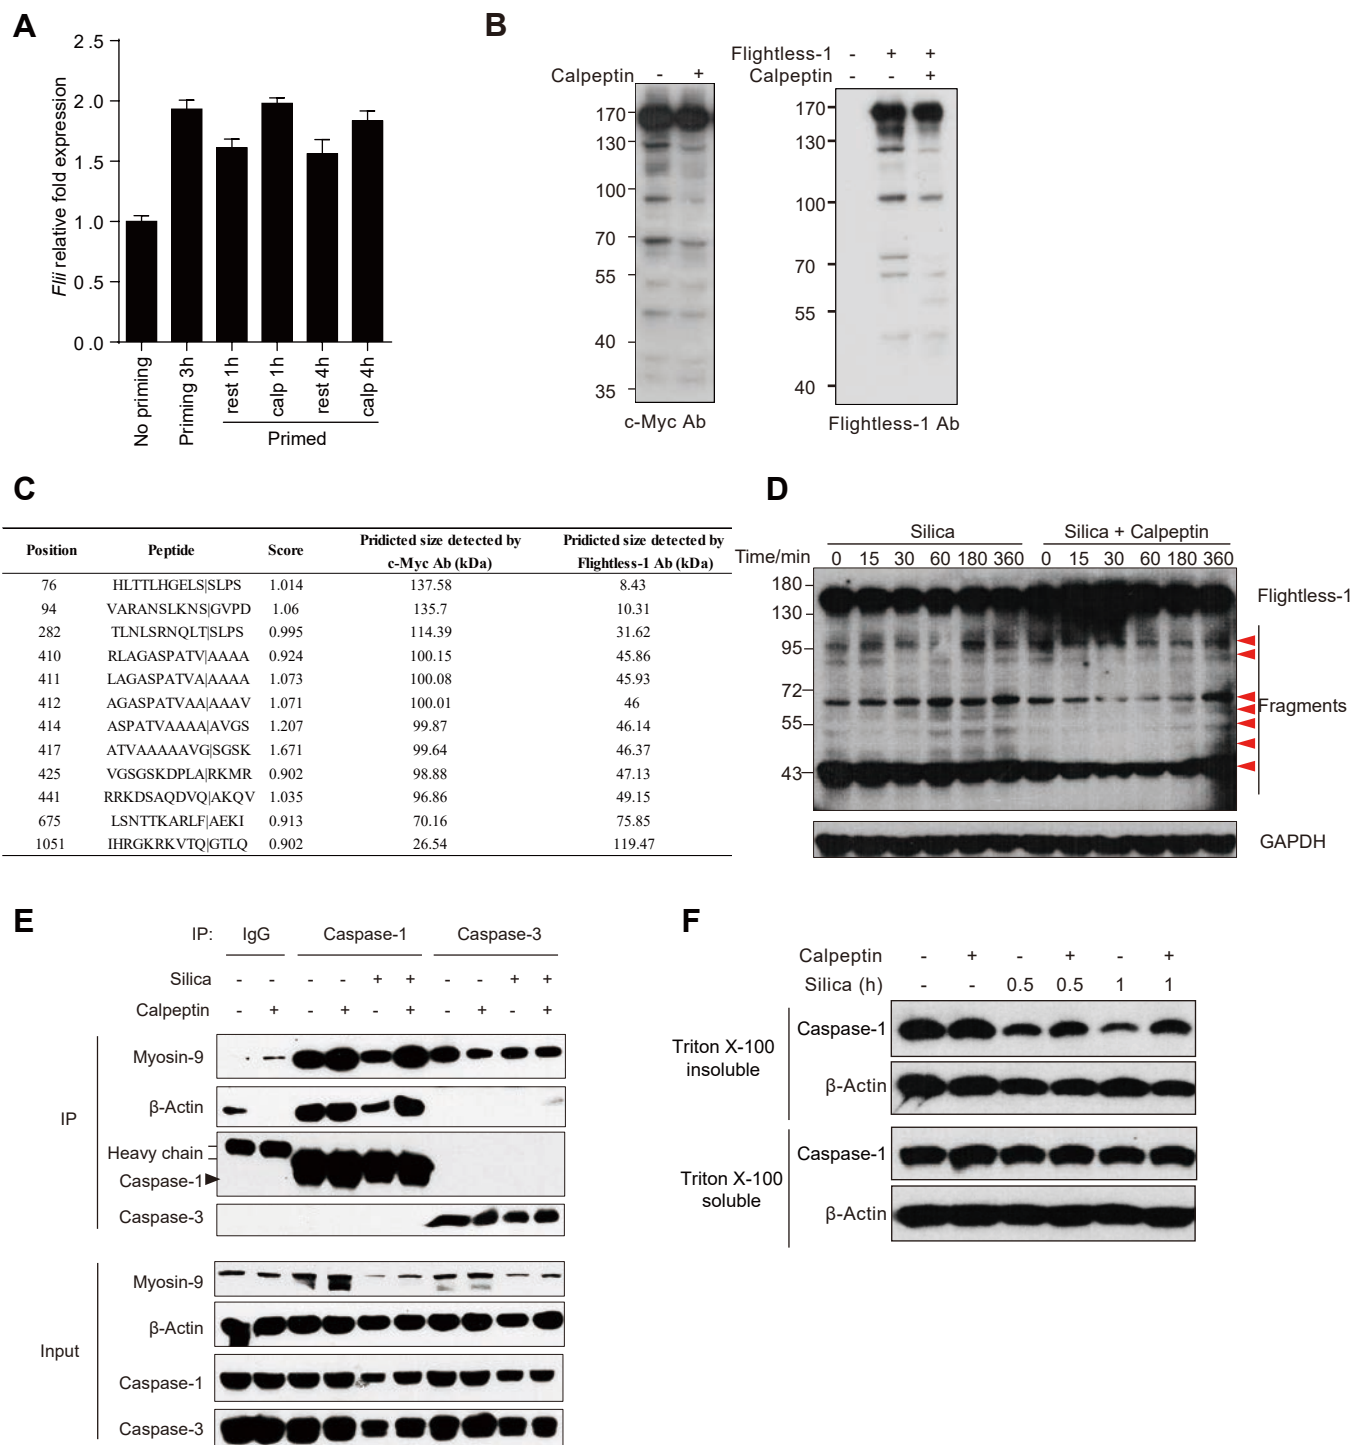 A
2.5
2.0
1.5
1.0
0.5
0.0
Flii relative fold expression
No priming
Priming 3h
rest 1h
calp 1h
rest 4h
calp 4h
Primed
B
Calpeptin - +
170
130
100
70
55
40
35
c-Myc Ab
Flightless-1 - + +
Calpeptin - - +
170
130
100
70
55
40
Flightless-1 Ab
C
Position Peptide Score Pridicted size detected by c-Myc Ab (kDa) Pridicted size detected by Flightless-1 Ab (kDa)
76 HLTTLHGELS|SLPS 1.014 137.58 8.43
94 VARANSLKNS|GVPD 1.06 135.7 10.31
282 TLNLSRNQLT|SLPS 0.995 114.39 31.62
410 RLAGASPATV|AAAA 0.924 100.15 45.86
411 LAGASPATVA|AAAA 1.073 100.08 45.93
412 AGASPATVAA|AAAV 1.071 100.01 46
414 ASPATVAAAA|AVGS 1.207 99.87 46.14
417 ATVAAAAAVG|SGSK 1.671 99.64 46.37
425 VGSGSKDPLA|RKMR 0.902 98.88 47.13
441 RRKDSAQDVQ|AKQV 1.035 96.86 49.15
675 LSNTTKARLF|AEKI 0.913 70.16 75.85
1051 IHRGKRKVTQ|GTLQ 0.902 26.54 119.47
D
Silica Silica + Calpeptin
Time/min 0 15 30 60 180 360 0 15 30 60 180 360
180
130
95
72
55
43
Flightless-1
Fragments
GAPDH
E
IP: IgG Caspase-1 Caspase-3
Silica - - - - + + - - + +
Calpeptin - + - + - + - + - +
IP
Myosin-9
β-Actin
Heavy chain
Caspase-1
Caspase-3
Input
Myosin-9
β-Actin
Caspase-1
Caspase-3
F
Calpeptin - + - + - +
Silica (h) - - 0.5 0.5 1 1
Triton X-100
insoluble
Caspase-1
β-Actin
Triton X-100
soluble
Caspase-1
β-Actin